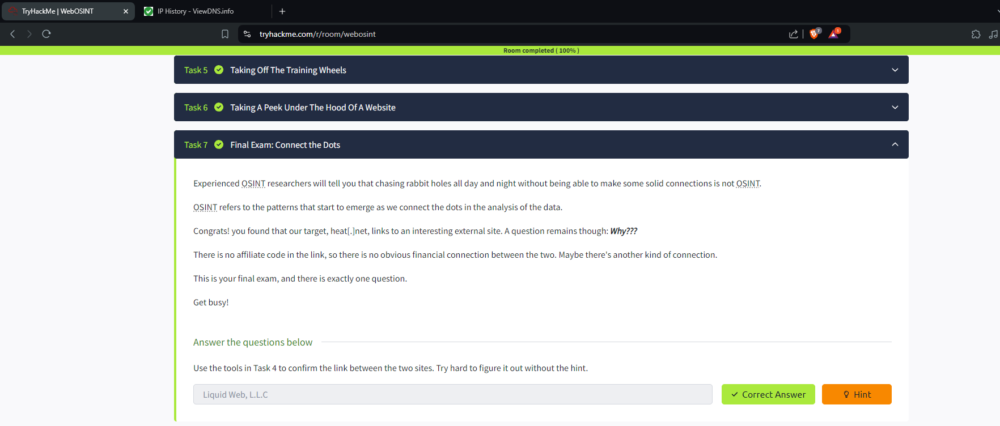 TryHackMe | WebOSINT
IP History - ViewDNS.info
tryhackme.com/r/room/webosint
7
1
Room completed ( 100% )
Task 5 Taking Off The Training Wheels
Task 6 Taking A Peek Under The Hood Of A Website
Task 7 Final Exam: Connect the Dots
Experienced OSINT researchers will tell you that chasing rabbit holes all day and night without being able to make some solid connections is not OSINT.
OSINT refers to the patterns that start to emerge as we connect the dots in the analysis of the data.
Congrats! you found that our target, heat[.]net, links to an interesting external site. A question remains though: Why???
There is no affiliate code in the link, so there is no obvious financial connection between the two. Maybe there's another kind of connection.
This is your final exam, and there is exactly one question.
Get busy!
Answer the questions below
Use the tools in Task 4 to confirm the link between the two sites. Try hard to figure it out without the hint.
Liquid Web, L.L.C
Correct Answer
Hint